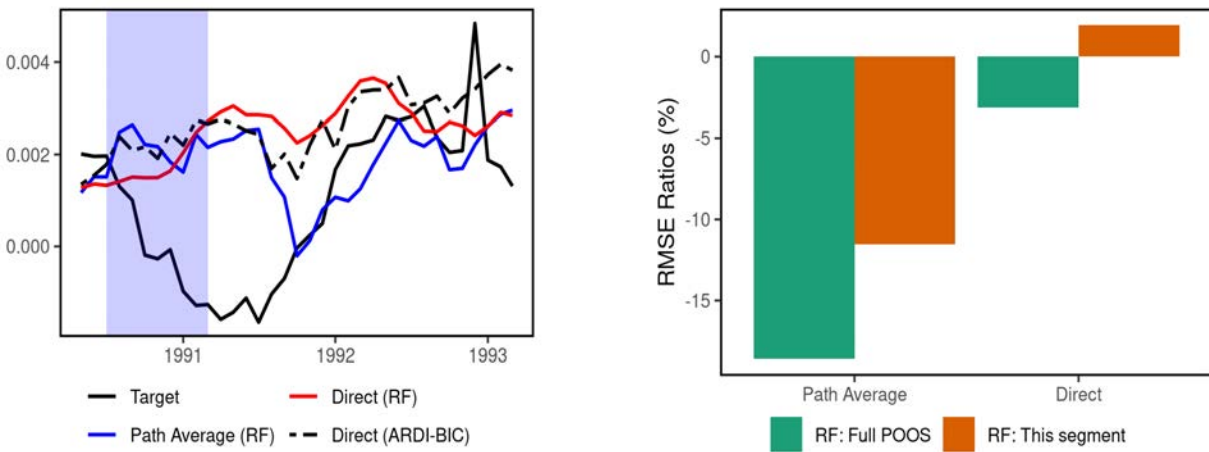 0.004
0.002
0.000
1991 1992 1993
Target
Direct (RF)
Path Average (RF)
Direct (ARDI-BIC)
RMSE Ratios (%)
0
-5
-10
-15
Path Average Direct
RF: Full POOS RF: This segment